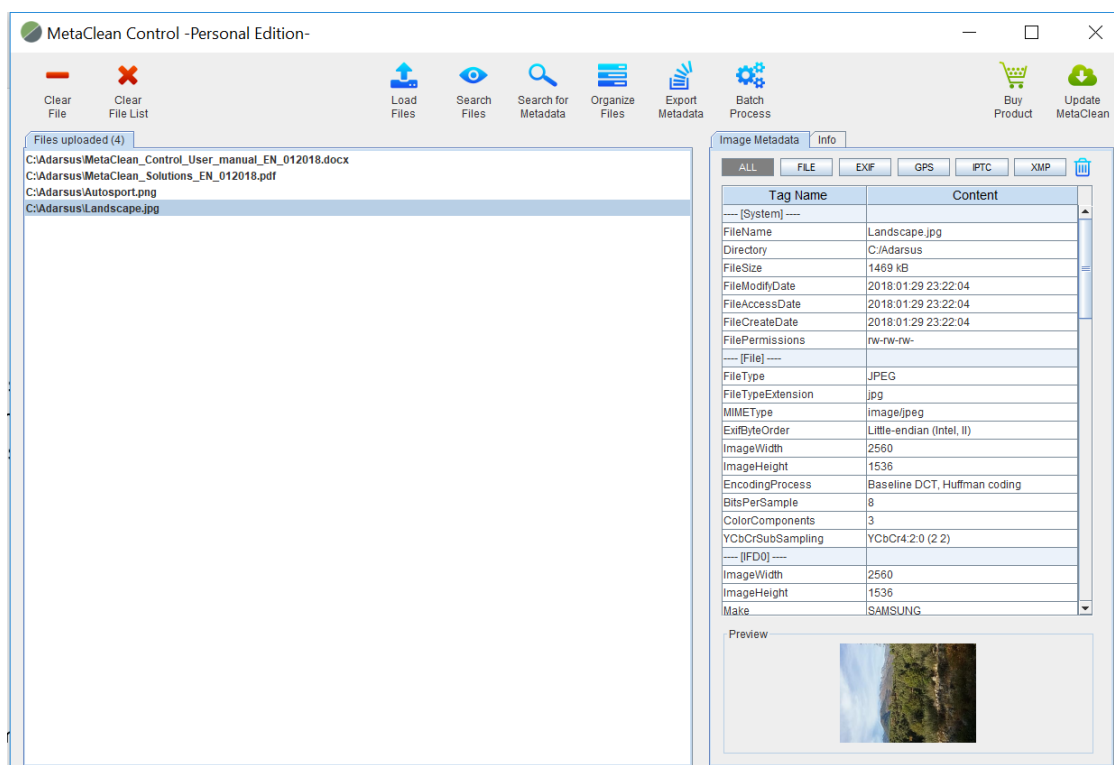 MetaClean Control -Personal Edition-
Clear File
Clear File List
Load Files
Search Files
Search for Metadata
Organize Files
Export Metadata
Batch Process
Buy Product
Update MetaClean
Files uploaded (4)
C:\Adarsus\MetaClean_Control_User_manual_EN_012018.docx
C:\Adarsus\MetaClean_Solutions_EN_012018.pdf
C:\Adarsus\Autosport.png
C:\Adarsus\Landscape.jpg
Image Metadata Info
ALL FILE EXIF GPS IPTC XMP
Tag Name Content
---- [System] ----
FileName Landscape.jpg
Directory C:/Adarsus
FileSize 1469 kB
FileModifyDate 2018:01:29 23:22:04
FileAccessDate 2018:01:29 23:22:04
FileCreateDate 2018:01:29 23:22:04
FilePermissions rw-rw-rw-
---- [File] ----
FileType JPEG
FileTypeExtension jpg
MIMEType image/jpeg
ExifByteOrder Little-endian (Intel, II)
ImageWidth 2560
ImageHeight 1536
EncodingProcess Baseline DCT, Huffman coding
BitsPerSample 8
ColorComponents 3
YCbCrSubSampling YCbCr4:2:0 (2 2)
---- [IFD0] ----
ImageWidth 2560
ImageHeight 1536
Make SAMSUNG
Preview